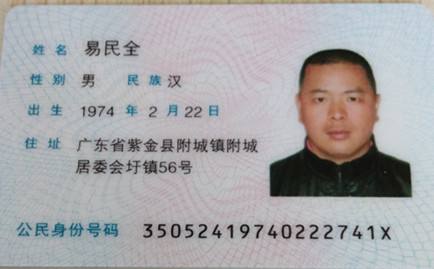 姓名 易民全
性别 男 民族 汉
出生 1974 年 2 月 22 日
住址 广东省紫金县附城镇附城
居委会圩镇56号
公民身份号码 35052419740222741X